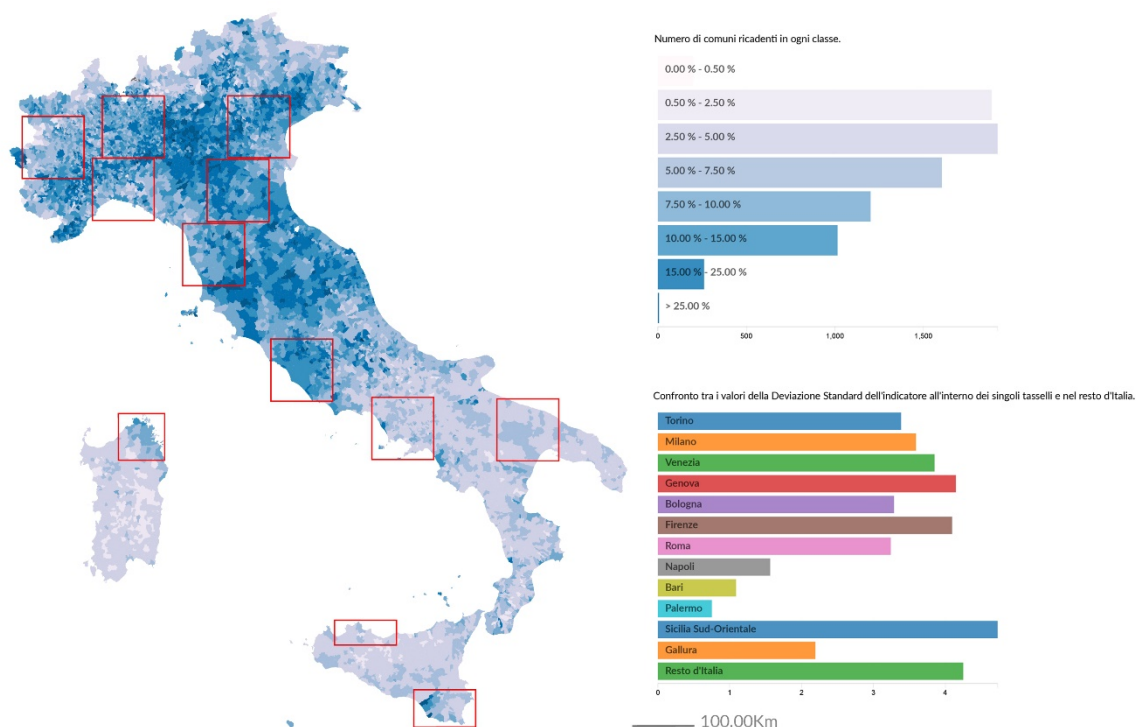 Numero di comuni ricadenti in ogni classe.
0.00 % - 0.50 %
0.50 % - 2.50 %
2.50 % - 5.00 %
5.00 % - 7.50 %
7.50 % - 10.00 %
10.00 % - 15.00 %
15.00 % - 25.00 %
> 25.00 %
0 500 1,000 1,500
Confronto tra i valori della Deviazione Standard dell'indicatore all'interno dei singoli tasselli e nel resto d'Italia.
Torino
Milano
Venezia
Genova
Bologna
Firenze
Roma
Napoli
Bari
Palermo
Sicilia Sud-Orientale
Gallura
Resto d'Italia
0 1 2 3 4
100.00Km